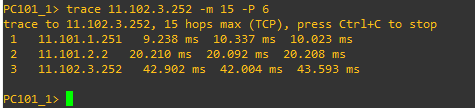 PC101_1> trace 11.102.3.252 -m 15 -P 6
trace to 11.102.3.252, 15 hops max (TCP), press Ctrl+C to stop
1 11.101.1.251 9.238 ms 10.337 ms 10.023 ms
2 11.101.2.2 20.210 ms 20.092 ms 20.208 ms
3 11.102.3.252 42.902 ms 42.004 ms 43.593 ms
PC101_1>